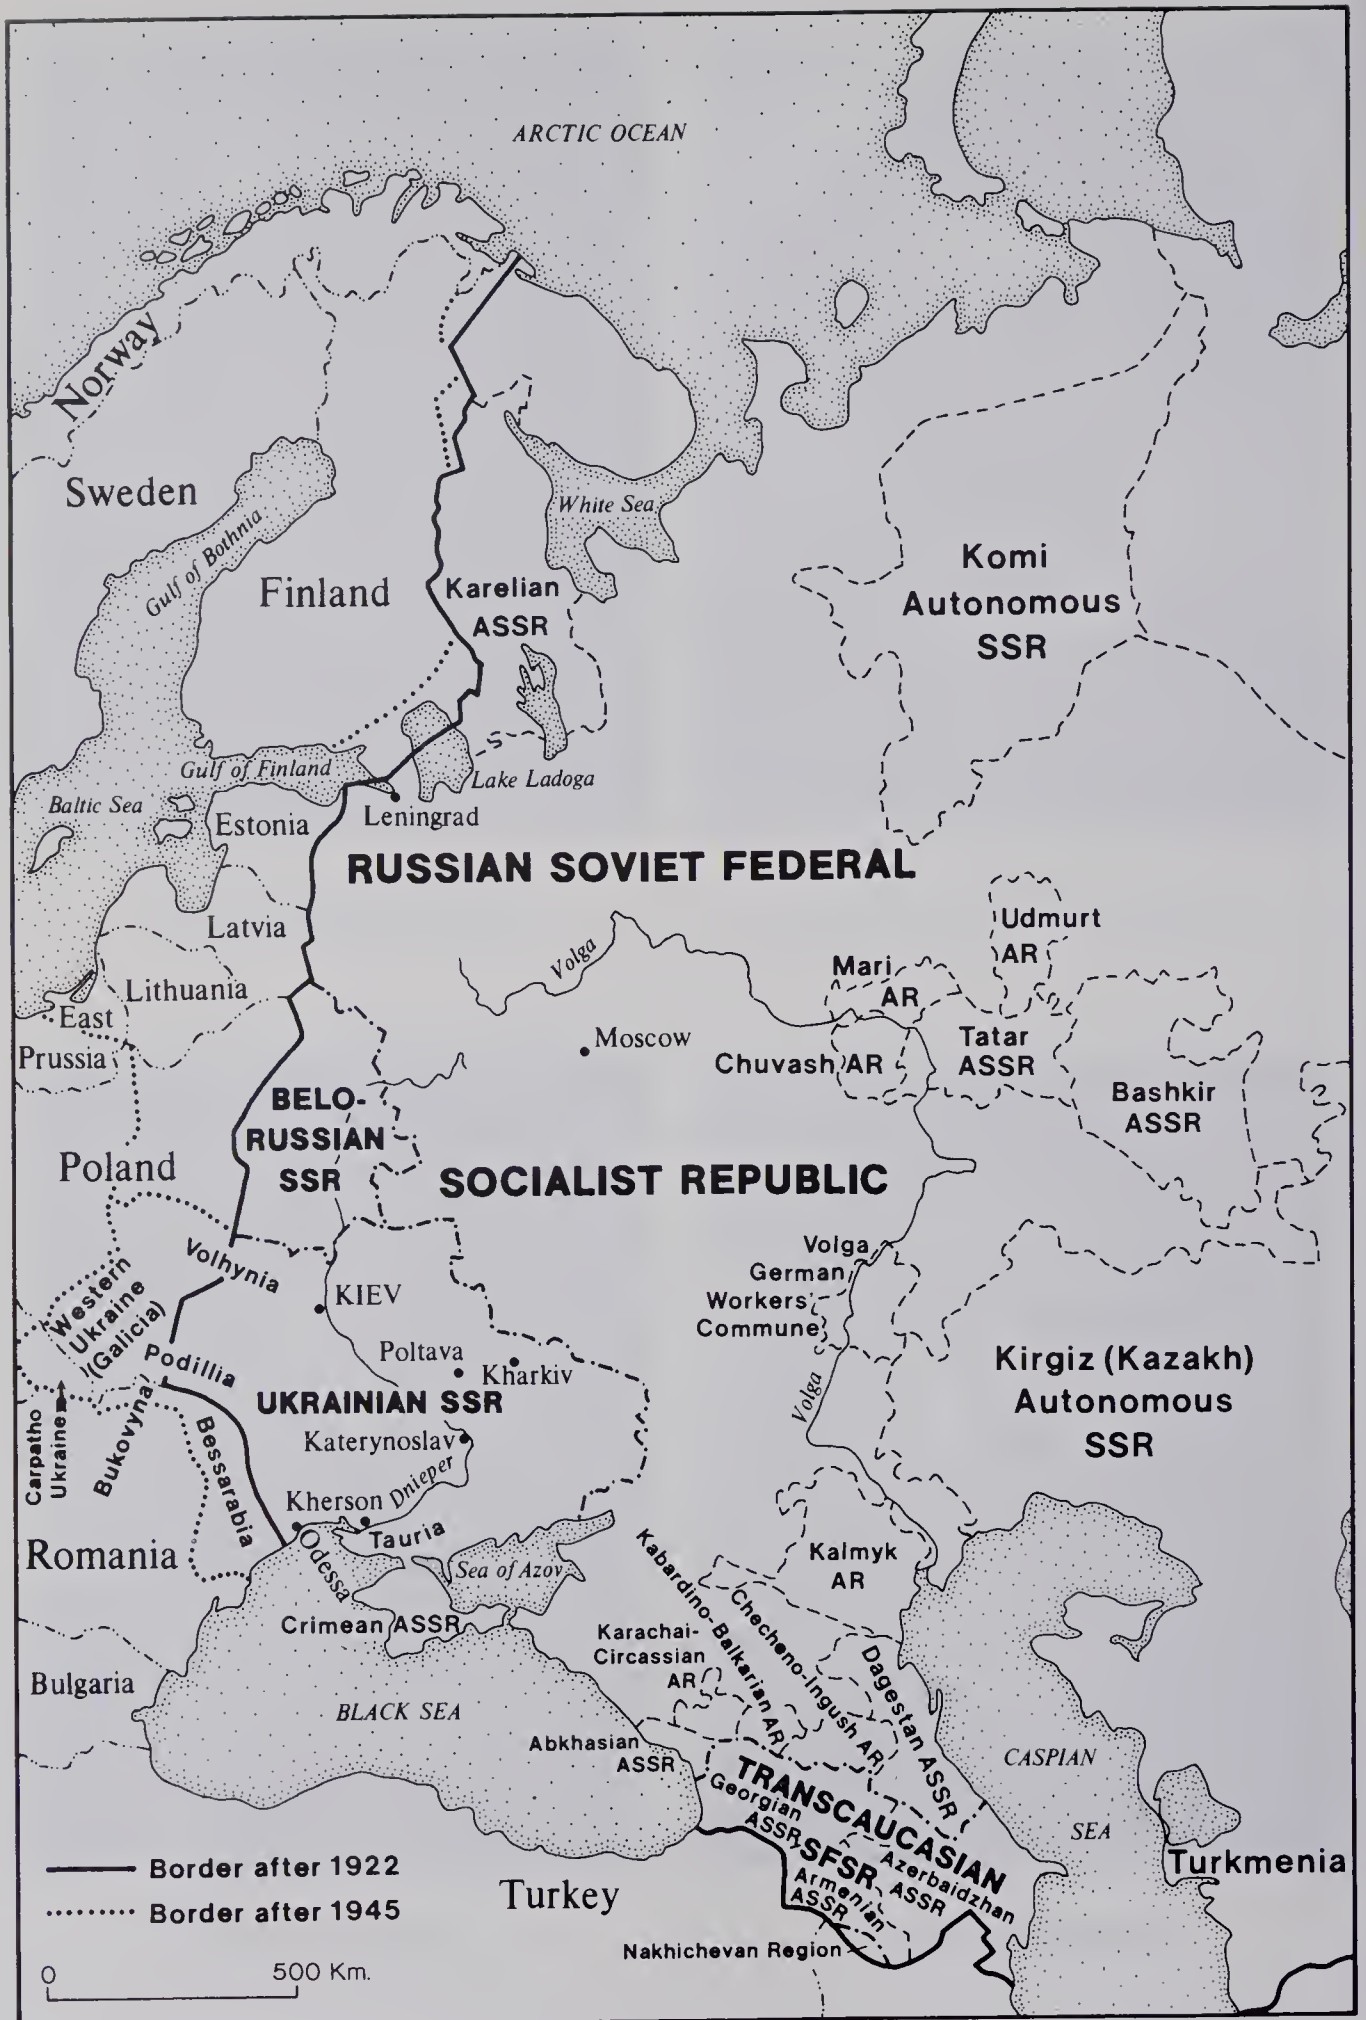 ARCTIC OCEAN
Norway
Sweden
Gulf of Bothnia
White Sea
Finland
Karelian
ASSR
Komi
Autonomous
SSR
Gulf of Finland
Lake Ladoga
Baltic Sea
Estonia
Leningrad
RUSSIAN SOVIET FEDERAL
Latvia
Udmurt
AR
Volga
Mari
AR
Lithuania
East
Prussia
Moscow
Tatar
ASSR
Chuvash AR
Bashkir
ASSR
BELO-
RUSSIAN
SSR
Poland
SOCIALIST REPUBLIC
Volhynia
Volga
German
Workers'
Commune
Western
Ukraine
(Galicia)
KIEV
Poltava
Kharkiv
Podillia
Kirgiz (Kazakh)
Autonomous
SSR
UKRAINIAN SSR
Volga
Carpatho
Ukraine
Bukovyna
Bessarabia
Katerynoslav
Dnieper
Kherson
Tauria
Odessa
Romania
Sea of Azov
Kalmyk
AR
Crimean ASSR
Kabardino-Balkarian AR
Checheno-Ingush AR
Dagestan ASSR
Karachai-
Circassian
AR
Bulgaria
BLACK SEA
Abkhasian
ASSR
CASPIAN
SEA
TRANSCAUCASIAN
SFSR
Georgian
ASSR
Azerbaidzhan
ASSR
Armenian
ASSR
Turkmenia
Border after 1922
Border after 1945
Turkey
Nakhichevan Region
0
500 Km.